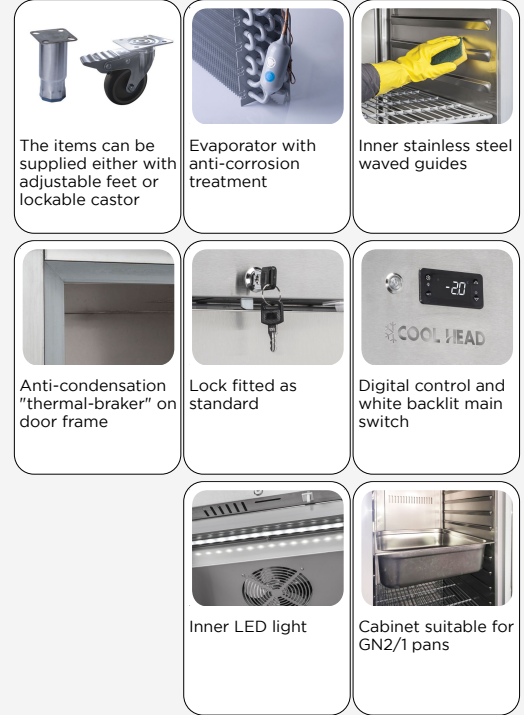 The items can be
supplied either with
adjustable feet or
lockable castor
Evaporator with
anti-corrosion
treatment
Inner stainless steel
waved guides
Anti-condensation
"thermal-braker" on
door frame
Lock fitted as
standard
-2.0
COOL HEAD
Digital control and
white backlit main
switch
Inner LED light
Cabinet suitable for
GN2/1 pans